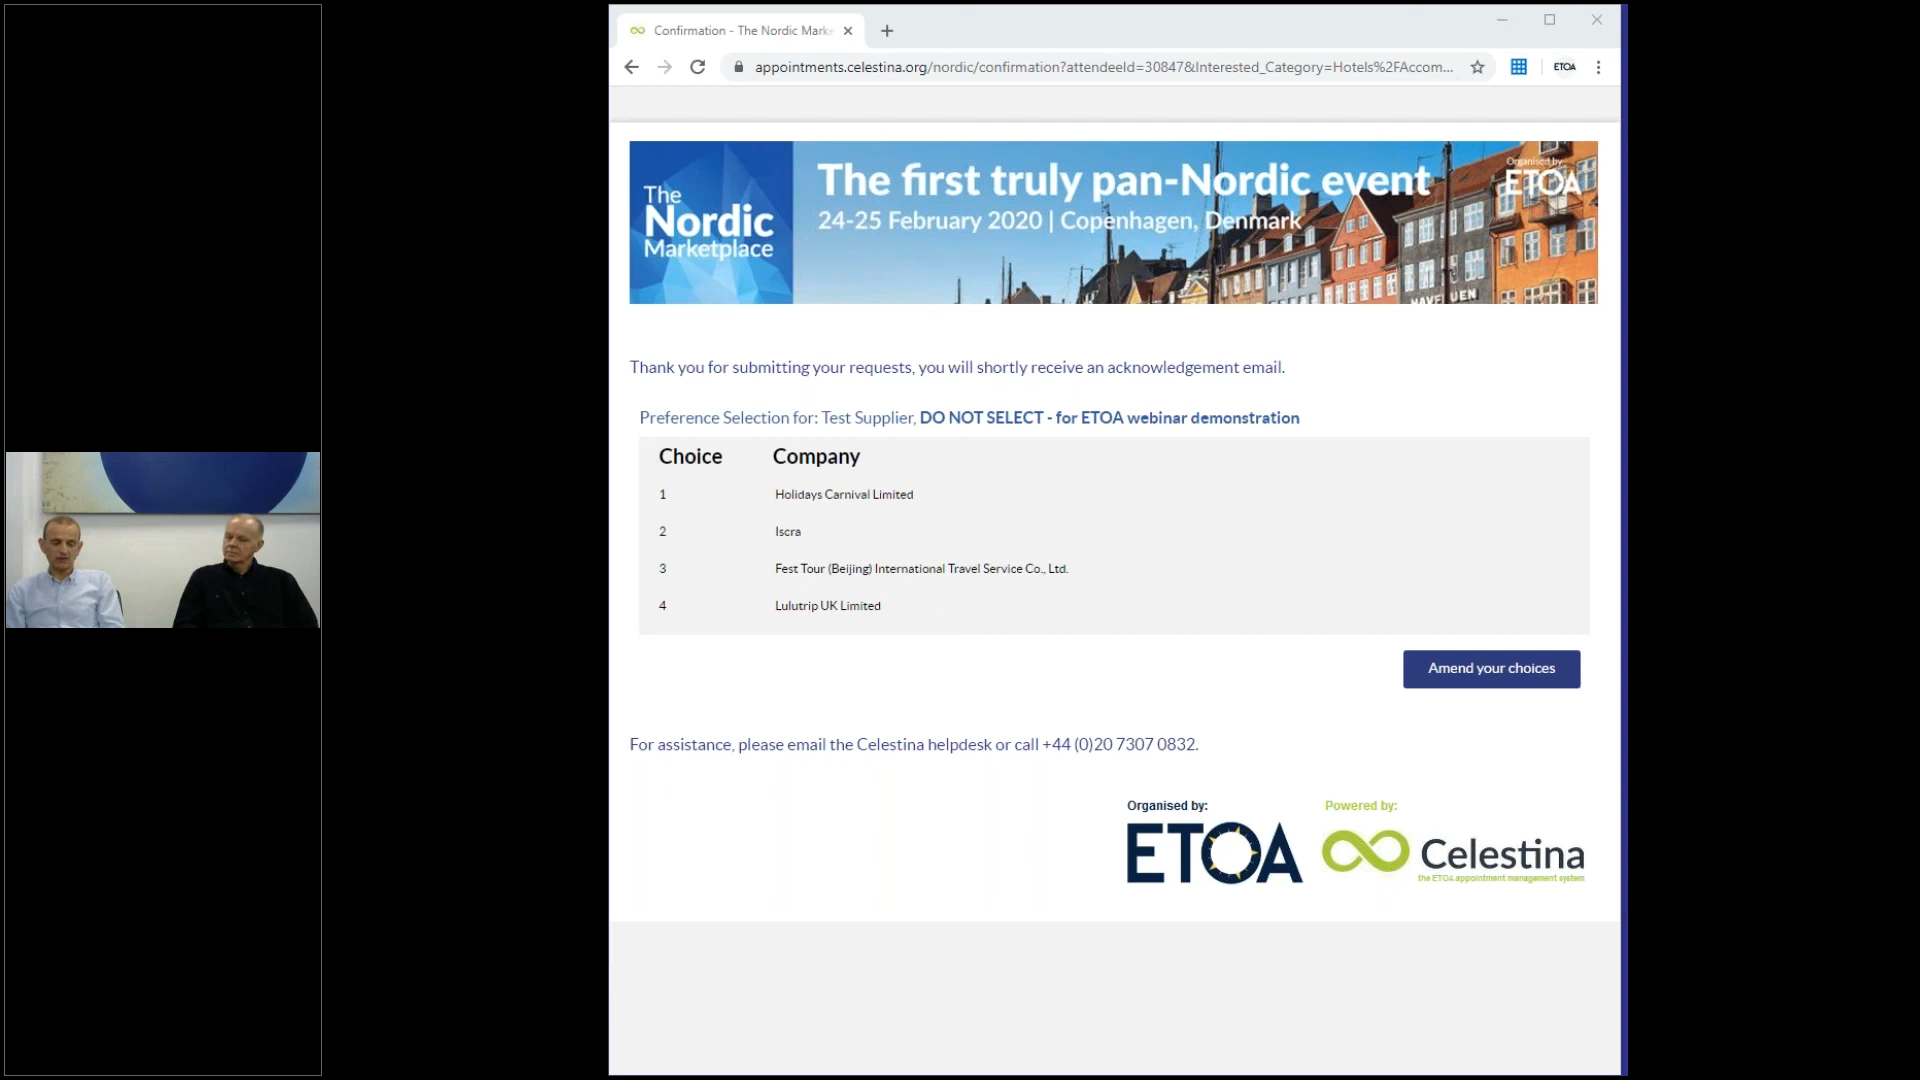 Confirmation - The Nordic Marke
appointments.celestina.org/nordic/confirmation?attendeeId=30847&Interested_Category=Hotels%2FAccom...
ETOA
The
Nordic
Marketplace
The first truly pan-Nordic event
24-25 February 2020 | Copenhagen, Denmark
Organised by
ETOA
Thank you for submitting your requests, you will shortly receive an acknowledgement email.
Preference Selection for: Test Supplier, DO NOT SELECT - for ETOA webinar demonstration
Choice Company
1 Holidays Carnival Limited
2 Iscra
3 Fest Tour (Beijing) International Travel Service Co., Ltd.
4 Lulutrip UK Limited
Amend your choices
For assistance, please email the Celestina helpdesk or call +44 (0)20 7307 0832.
Organised by:
ETOA
Powered by:
Celestina
the ETOA appointment management system